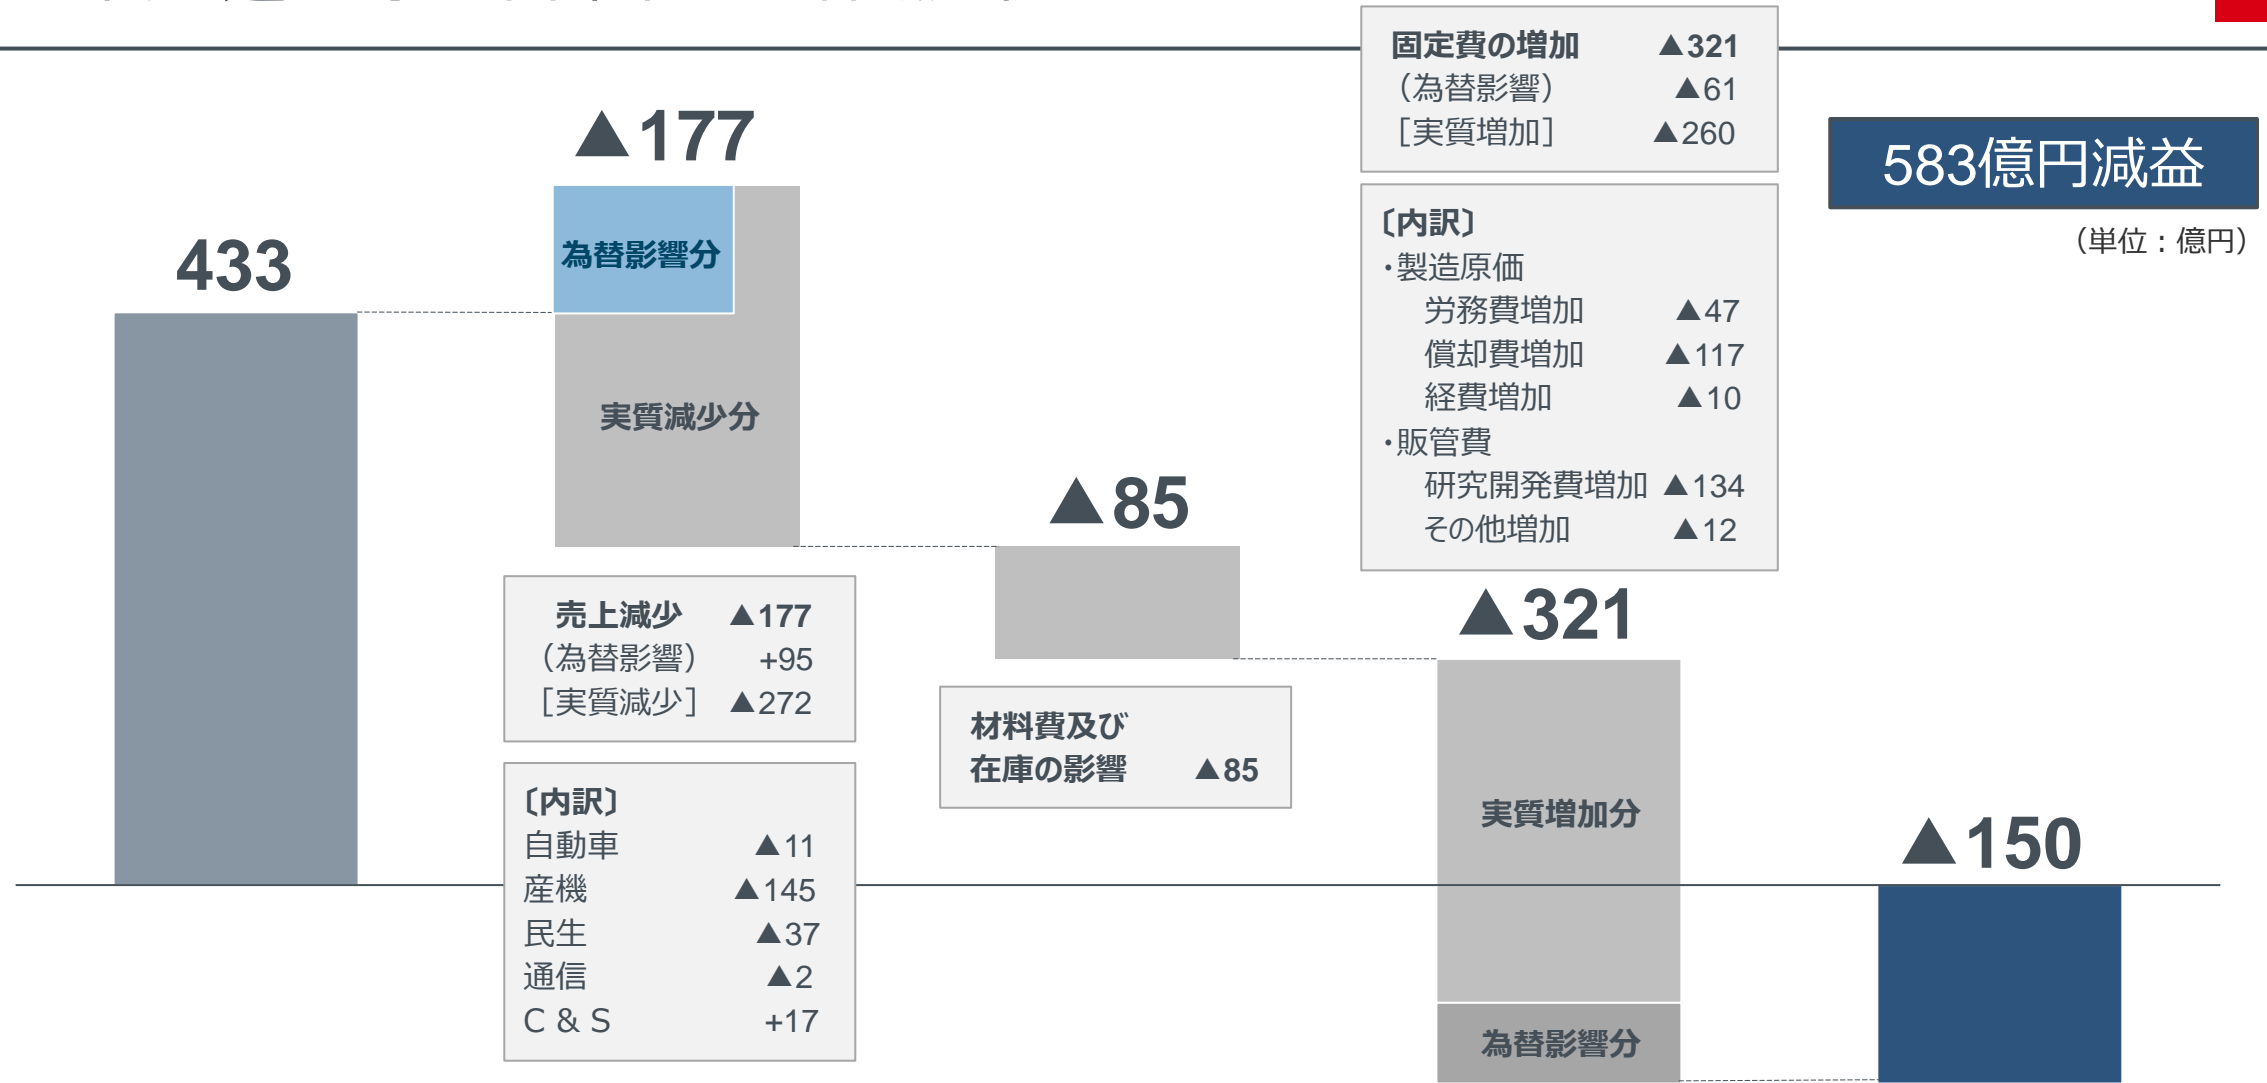 固定費の増加 ▲321
（為替影響） ▲61
［実質増加］ ▲260
▲177
583億円減益
（単位：億円）
433
為替影響分
実質減少分
〔内訳〕
・製造原価
労務費増加 ▲47
償却費増加 ▲117
経費増加 ▲10
・販管費
研究開発費増加 ▲134
その他増加 ▲12
▲85
売上減少 ▲177
（為替影響） +95
［実質減少］ ▲272
▲321
材料費及び
在庫の影響 ▲85
〔内訳〕
自動車 ▲11
産機 ▲145
民生 ▲37
通信 ▲2
C & S +17
実質増加分
為替影響分
▲150